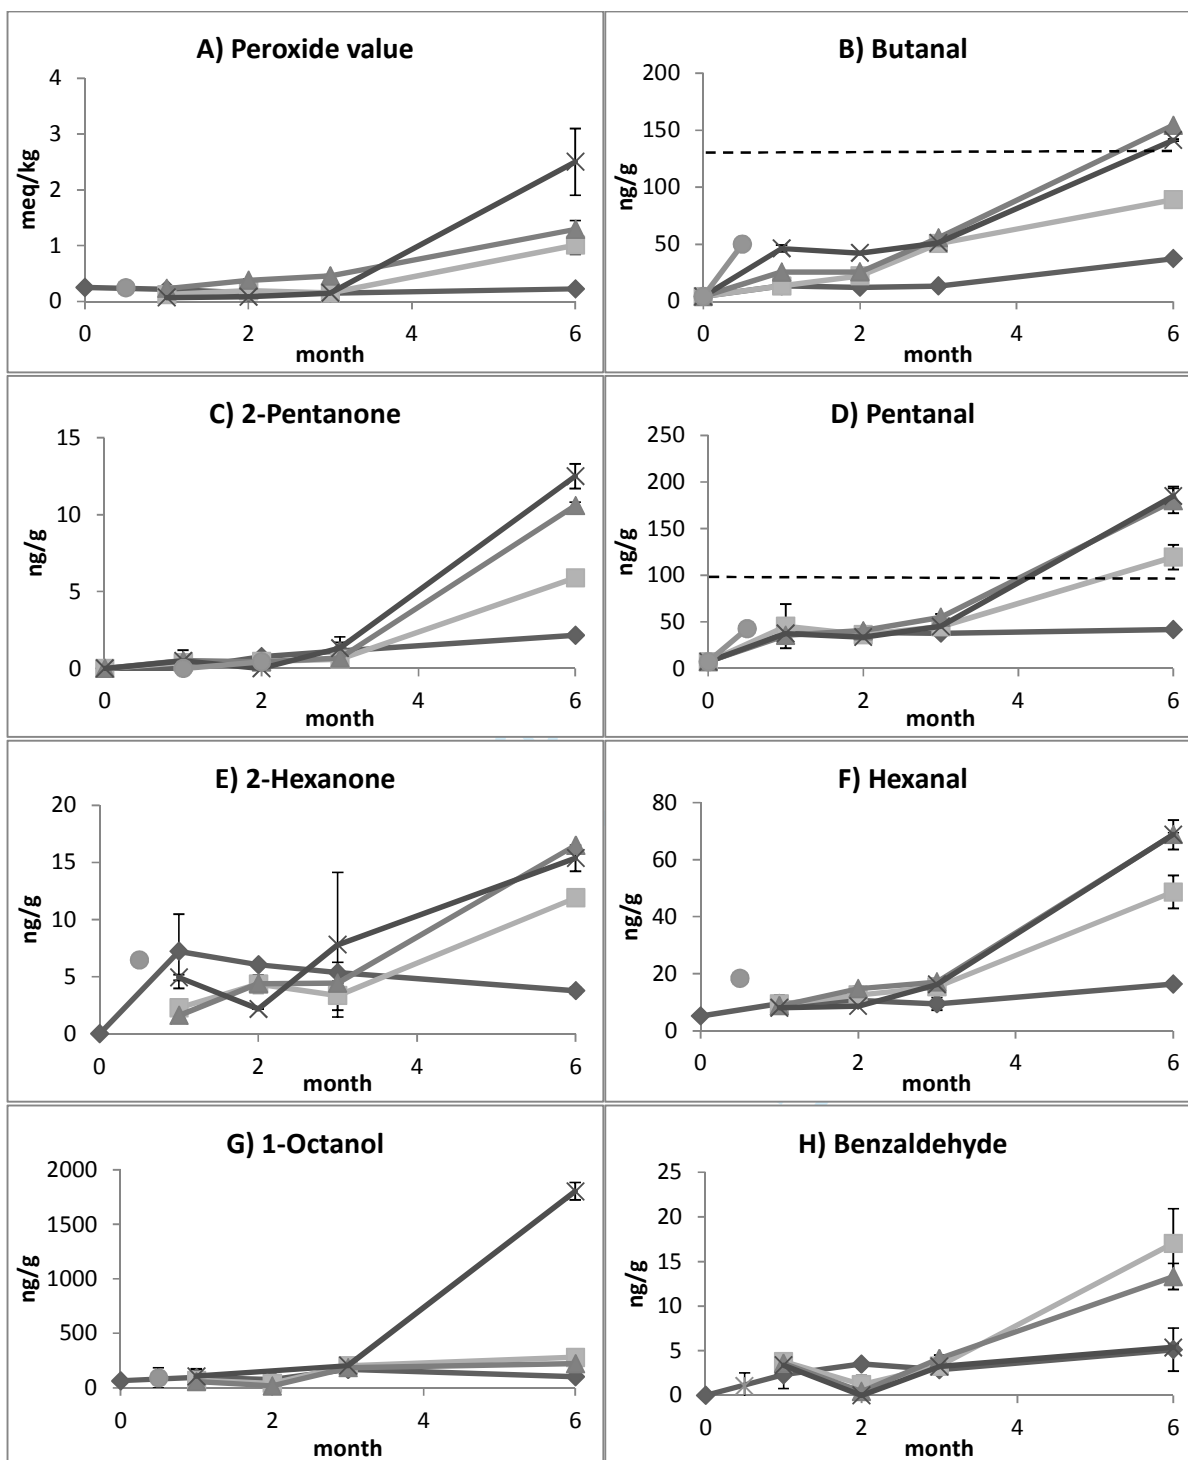 A) Peroxide value
4
3
2
1
0
meq/kg
0 2 4 6
month
B) Butanal
200
150
100
50
0
ng/g
0 2 4 6
month
C) 2-Pentanone
15
10
5
0
ng/g
0 2 4 6
month
D) Pentanal
250
200
150
100
50
0
ng/g
0 2 4 6
month
E) 2-Hexanone
20
15
10
5
0
ng/g
0 2 4 6
month
F) Hexanal
80
60
40
20
0
ng/g
0 2 4 6
month
G) 1-Octanol
2000
1500
1000
500
0
ng/g
0 2 4 6
month
H) Benzaldehyde
25
20
15
10
5
0
ng/g
0 2 4 6
month